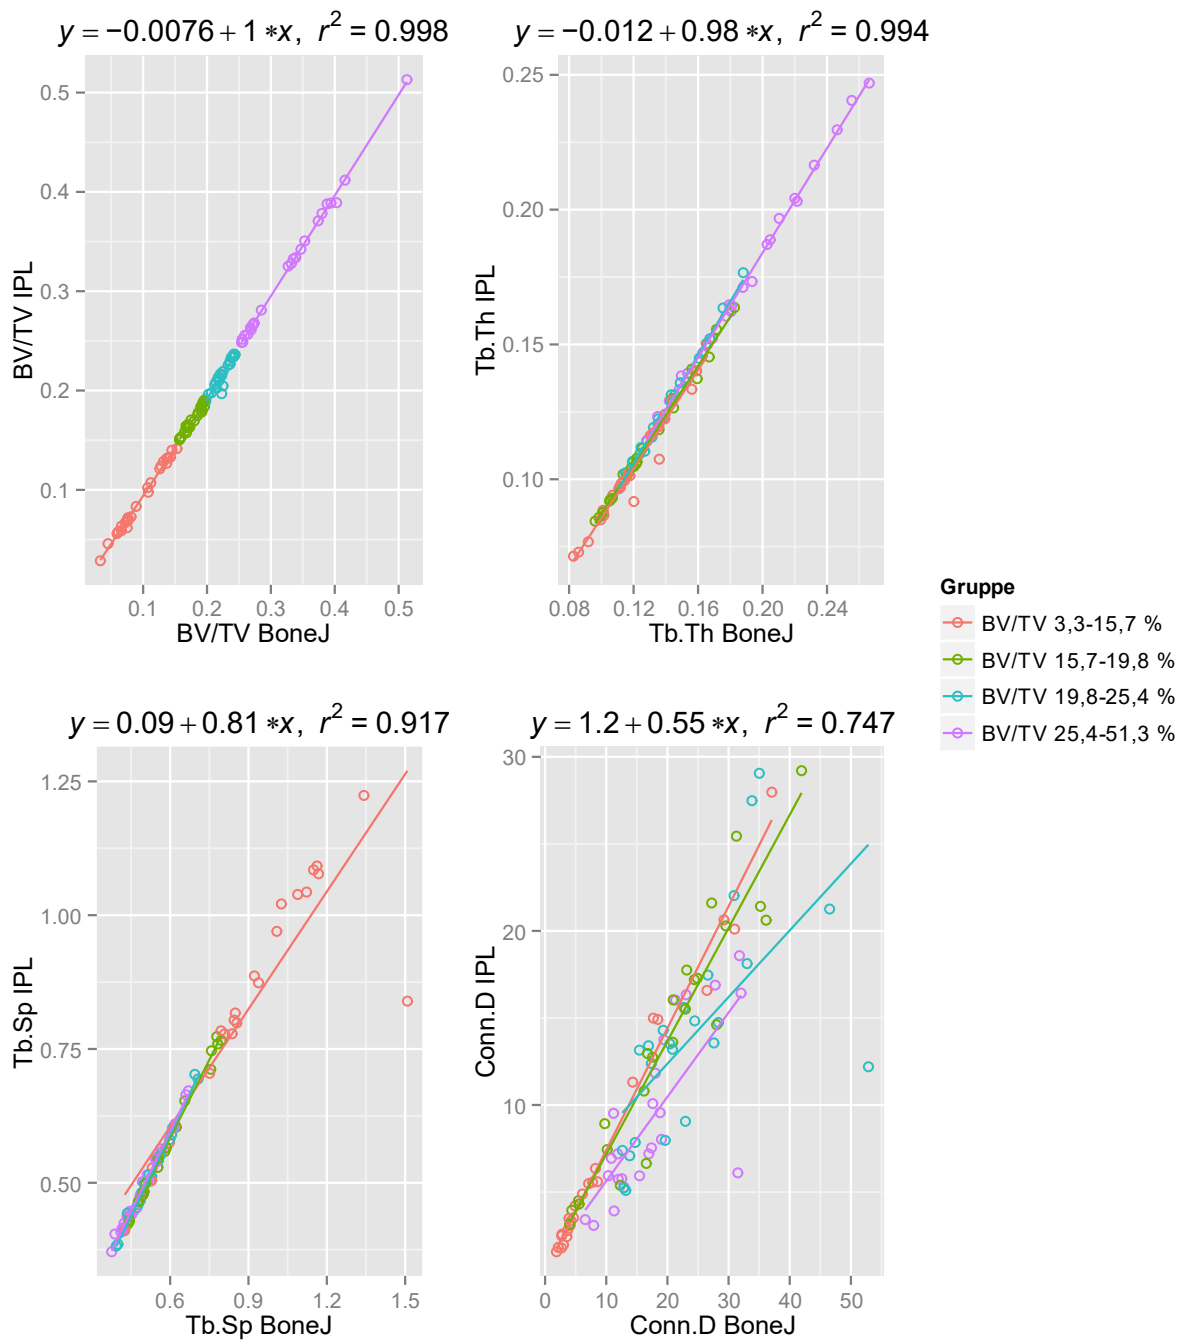 y = −0.0076 + 1 ∗x, r² = 0.998
0.5
0.4
0.3
0.2
0.1
BV/TV IPL
0.1 0.2 0.3 0.4 0.5
BV/TV BoneJ
y = −0.012 + 0.98 ∗x, r² = 0.994
0.25
0.20
0.15
0.10
Tb.Th IPL
0.08 0.12 0.16 0.20 0.24
Tb.Th BoneJ
Gruppe
BV/TV 3,3-15,7 %
BV/TV 15,7-19,8 %
BV/TV 19,8-25,4 %
BV/TV 25,4-51,3 %
y = 0.09 + 0.81 ∗x, r² = 0.917
1.25
1.00
0.75
0.50
Tb.Sp IPL
0.6 0.9 1.2 1.5
Tb.Sp BoneJ
y = 1.2 + 0.55 ∗x, r² = 0.747
30
20
10
Conn.D IPL
0 10 20 30 40 50
Conn.D BoneJ